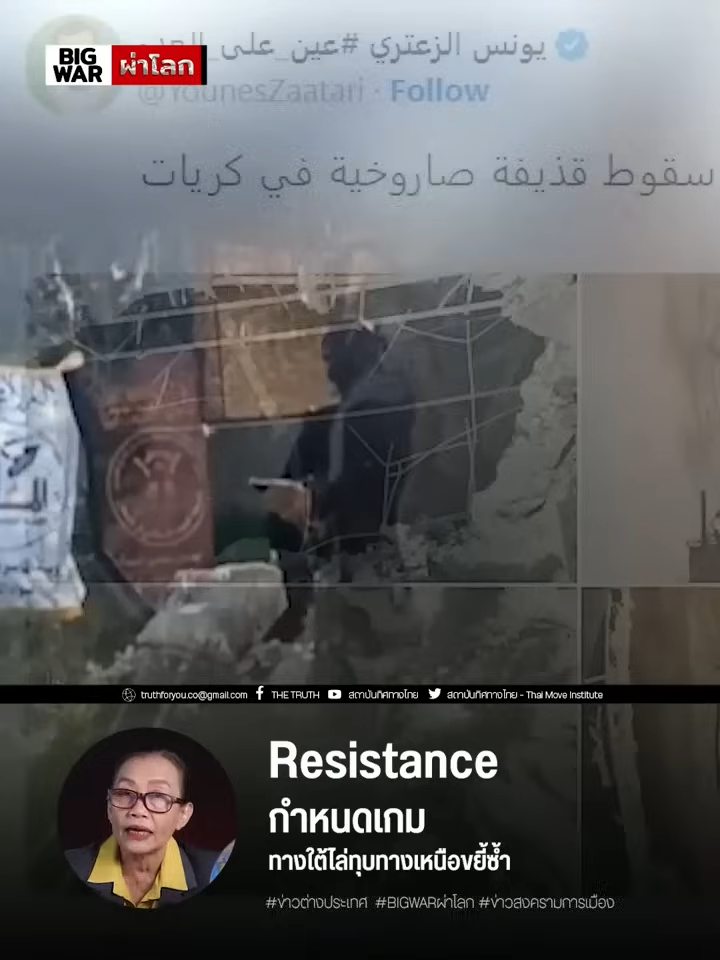 BIG
WAR ผ่าโลก
يونس الزعتري #عين_على_العدو
@YounesZaatari · Follow
سقوط قذيفة صاروخية في كريات
truthforyou.co@gmail.com THE TRUTH สถาบันทิศทางไทย สถาบันทิศทางไทย - Thai Move Institute
Resistance
กำหนดเกม
ทางใต้ไล่ทุบทางเหนือขยี้ซ้ำ
#ข่าวต่างประเทศ #BIGWARผ่าโลก #ข่าวสงครามการเมือง